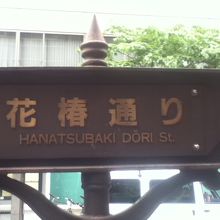 花椿通り
HANATSUBAKI DŌRI St.